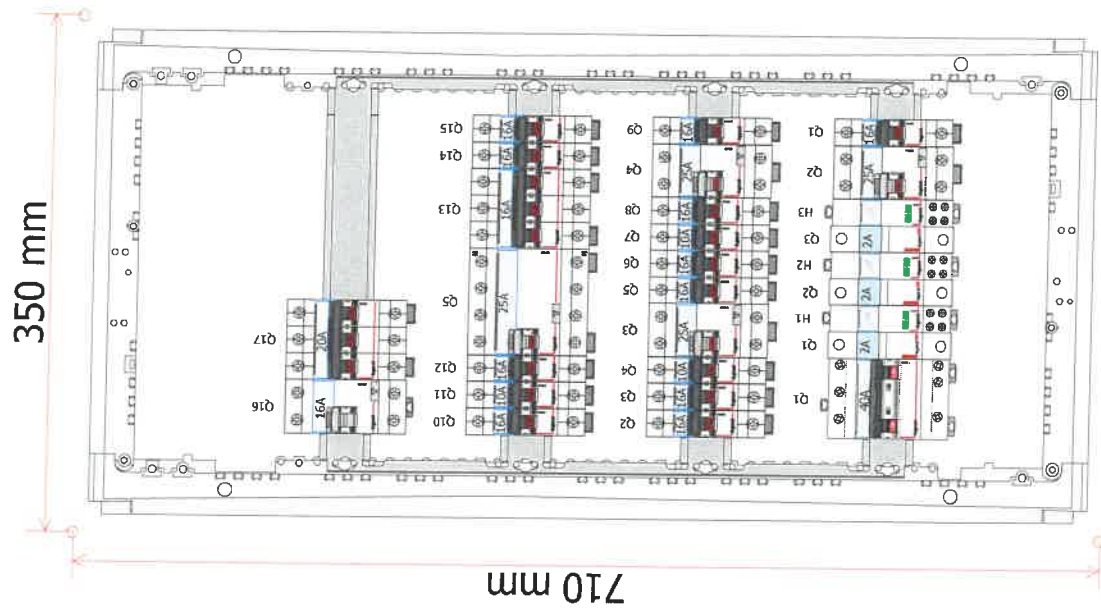 350 mm
710 mm
Q1 Q1 H1 Q2 H2 Q3 H3 Q2 Q1
40A 2A 2A 2A 25A 16A
Q2 Q3 Q4 Q3 Q5 Q6 Q7 Q8 Q4 Q9
16A 16A 10A 25A 16A 16A 10A 16A 25A 16A
Q10 Q11 Q12 Q5 Q13 Q14 Q15
16A 10A 16A 25A 16A 16A 16A
Q16 Q17
16A 20A